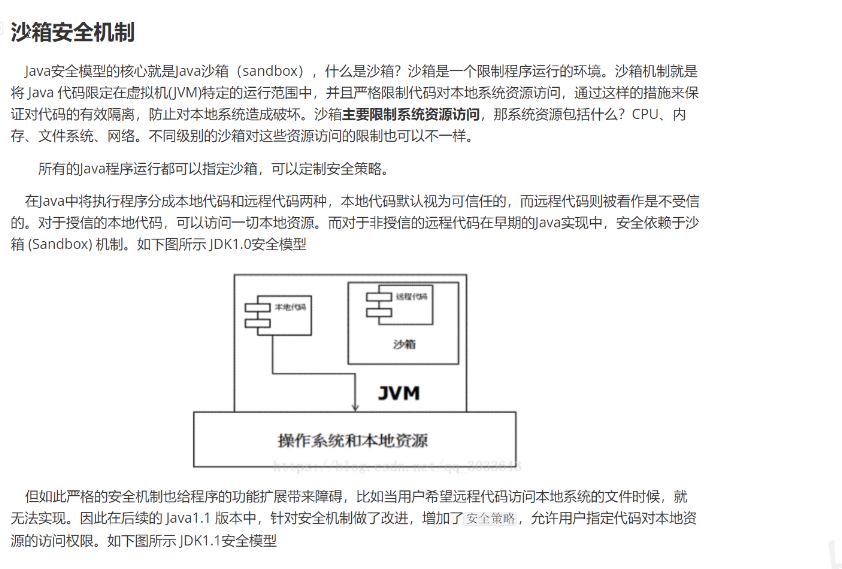 沙箱安全机制
Java安全模型的核心就是Java沙箱（sandbox），什么是沙箱？沙箱是一个限制程序运行的环境。沙箱机制就是
将 Java 代码限定在虚拟机(JVM)特定的运行范围中，并且严格限制代码对本地系统资源访问，通过这样的措施来保
证对代码的有效隔离，防止对本地系统造成破坏。沙箱主要限制系统资源访问，那系统资源包括什么？CPU、内
存、文件系统、网络。不同级别的沙箱对这些资源访问的限制也可以不一样。
所有的Java程序运行都可以指定沙箱，可以定制安全策略。
在Java中将执行程序分成本地代码和远程代码两种，本地代码默认视为可信任的，而远程代码则被看作是不受信
的。对于授信的本地代码，可以访问一切本地资源。而对于非授信的远程代码在早期的Java实现中，安全依赖于沙
箱 (Sandbox) 机制。如下图所示 JDK1.0安全模型
本地代码
远程代码
沙箱
JVM
操作系统和本地资源
但如此严格的安全机制也给程序的功能扩展带来障碍，比如当用户希望远程代码访问本地系统的文件时候，就
无法实现。因此在后续的 Java1.1 版本中，针对安全机制做了改进，增加了安全策略，允许用户指定代码对本地资
源的访问权限。如下图所示 JDK1.1安全模型